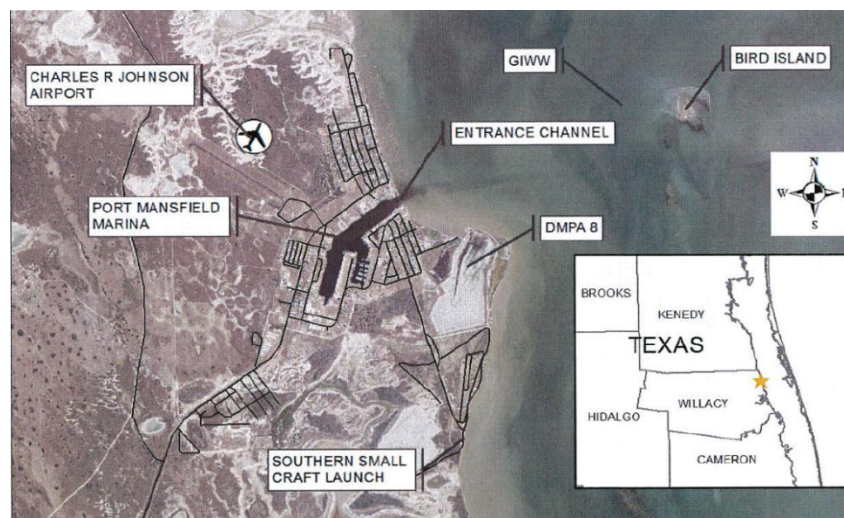 CHARLES R JOHNSON
AIRPORT
GIWW
BIRD ISLAND
ENTRANCE CHANNEL
PORT MANSFIELD
MARINA
DMPA 8
N
W
E
S
BROOKS
KENEDY
TEXAS
HIDALGO
WILLACY
CAMERON
SOUTHERN SMALL
CRAFT LAUNCH